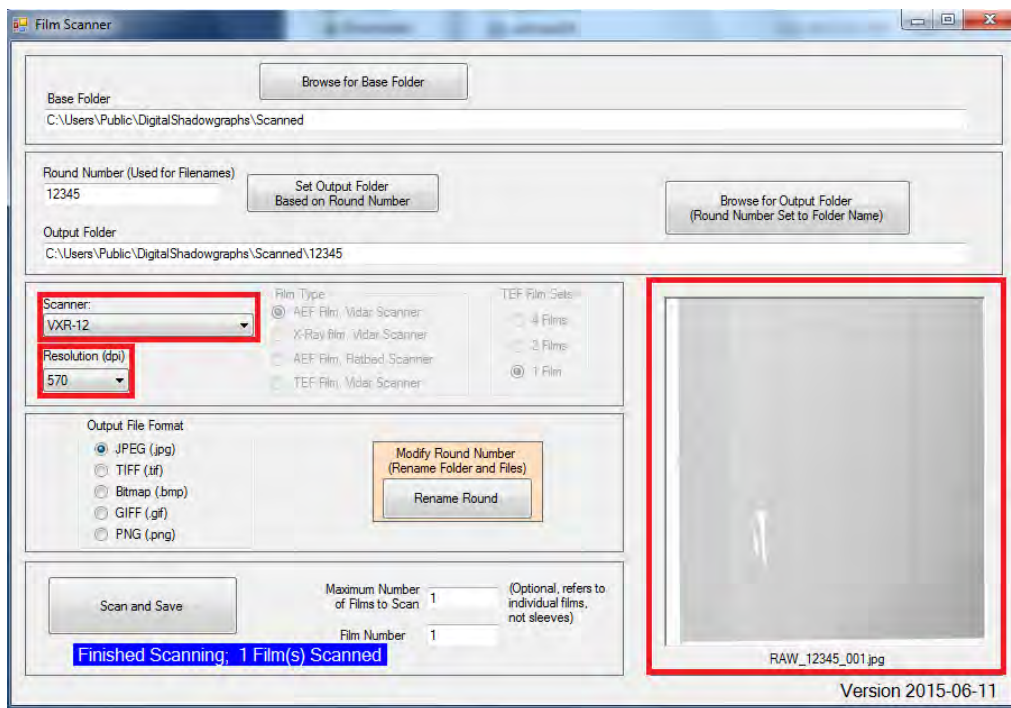 Film Scanner
Browse for Base Folder
Base Folder
C:\Users\Public\DigitalShadowgraphs\Scanned
Round Number (Used for Filenames)
12345
Set Output Folder
Based on Round Number
Browse for Output Folder
(Round Number Set to Folder Name)
Output Folder
C:\Users\Public\DigitalShadowgraphs\Scanned\12345
Scanner:
VXR-12
Resolution (dpi)
570
Film Type
AEF Film, Vidar Scanner
X-Ray film, Vidar Scanner
AEF Film, Flatbed Scanner
TEF Film, Vidar Scanner
TEF Film Sets
4 Films
2 Films
1 Film
Output File Format
JPEG (.jpg)
TIFF (.tif)
Bitmap (.bmp)
GIFF (.gif)
PNG (.png)
Modify Round Number
(Rename Folder and Files)
Rename Round
Scan and Save
Maximum Number
of Films to Scan
1
(Optional, refers to
individual films,
not sleeves)
Film Number
1
Finished Scanning; 1 Film(s) Scanned
RAW_12345_001.jpg
Version 2015-06-11